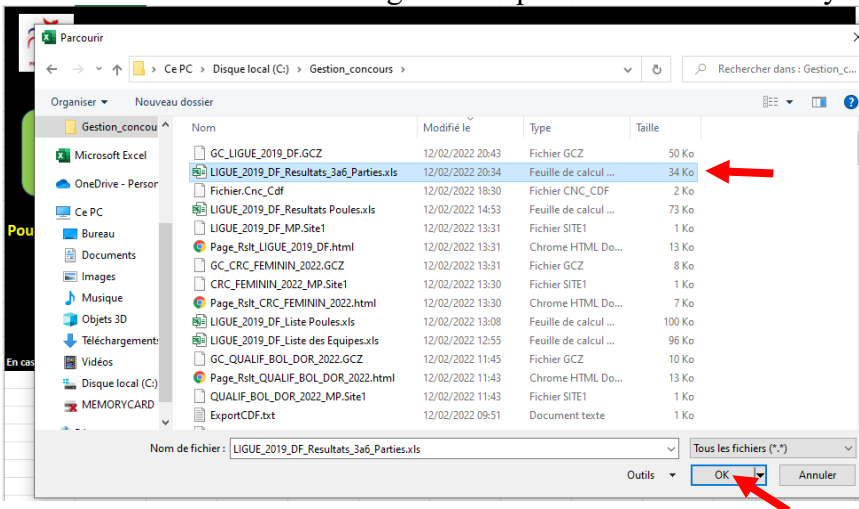 Parcourir
Ce PC > Disque local (C:) > Gestion_concours >
Rechercher dans : Gestion_c...
Organiser Nouveau dossier
Gestion_concou
Microsoft Excel
OneDrive - Person
Ce PC
Bureau
Documents
Images
Musique
Objets 3D
Téléchargements
Vidéos
Disque local (C:)
MEMORYCARD
Pou
En cas
Nom Modifié le Type Taille
GC_LIGUE_2019_DF.GCZ 12/02/2022 20:43 Fichier GCZ 50 Ko
LIGUE_2019_DF_Resultats_3a6_Parties.xls 12/02/2022 20:34 Feuille de calcul ... 34 Ko
Fichier.Cnc_Cdf 12/02/2022 18:30 Fichier CNC_CDF 2 Ko
LIGUE_2019_DF_Resultats Poules.xls 12/02/2022 14:53 Feuille de calcul ... 73 Ko
LIGUE_2019_DF_MP.Site1 12/02/2022 13:31 Fichier SITE1 1 Ko
Page_Rslt_LIGUE_2019_DF.html 12/02/2022 13:31 Chrome HTML Do... 13 Ko
GC_CRC_FEMININ_2022.GCZ 12/02/2022 13:31 Fichier GCZ 8 Ko
CRC_FEMININ_2022_MP.Site1 12/02/2022 13:30 Fichier SITE1 1 Ko
Page_Rslt_CRC_FEMININ_2022.html 12/02/2022 13:30 Chrome HTML Do... 7 Ko
LIGUE_2019_DF_Liste Poules.xls 12/02/2022 13:08 Feuille de calcul ... 100 Ko
LIGUE_2019_DF_Liste des Equipes.xls 12/02/2022 12:55 Feuille de calcul ... 96 Ko
GC_QUALIF_BOL_DOR_2022.GCZ 12/02/2022 11:45 Fichier GCZ 10 Ko
Page_Rslt_QUALIF_BOL_DOR_2022.html 12/02/2022 11:43 Chrome HTML Do... 13 Ko
QUALIF_BOL_DOR_2022_MP.Site1 12/02/2022 11:43 Fichier SITE1 1 Ko
ExportCDF.txt 12/02/2022 09:51 Document texte 1 Ko
Nom de fichier : LIGUE_2019_DF_Resultats_3a6_Parties.xls Tous les fichiers (*.*)
Outils OK Annuler